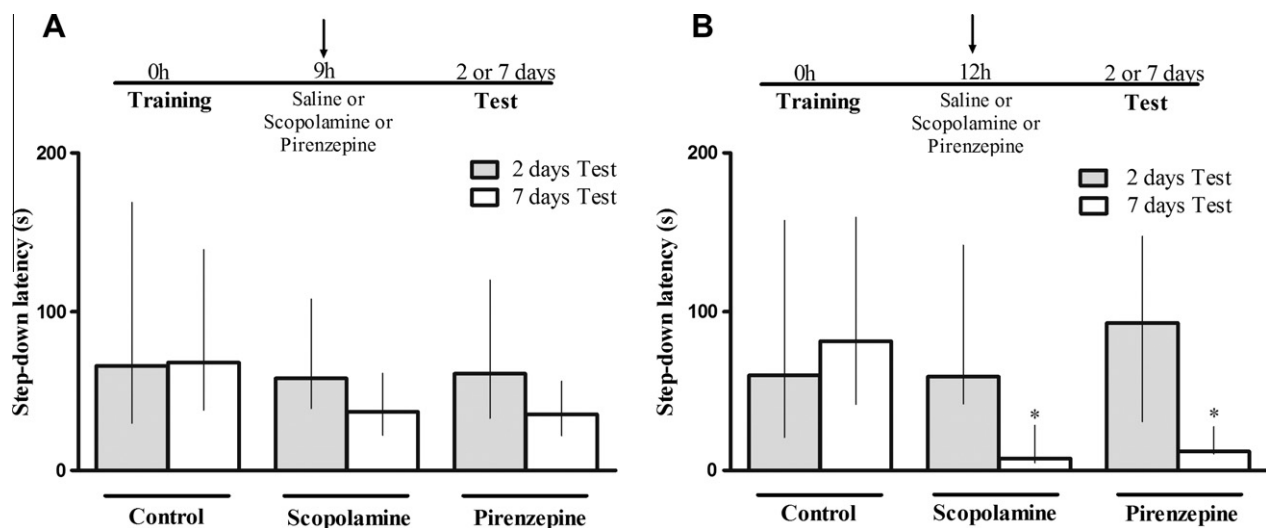 A
0h 9h 2 or 7 days
Training Saline or Test
Scopolamine or
Pirenzepine
200
2 days Test
7 days Test
100
0
Step-down latency (s)
*
Control Scopolamine Pirenzepine
B
0h 12h 2 or 7 days
Training Saline or Test
Scopolamine or
Pirenzepine
200
2 days Test
7 days Test
100
0
Step-down latency (s)
* *
Control Scopolamine Pirenzepine